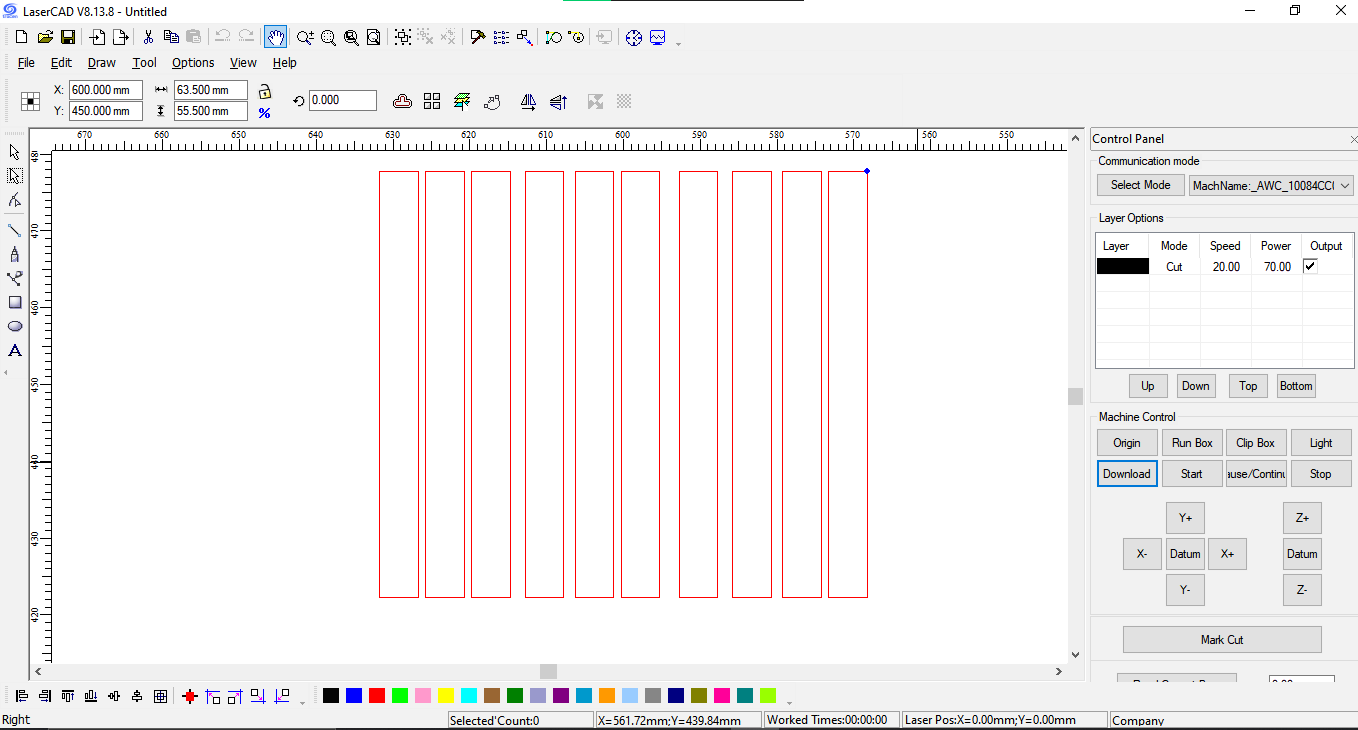 LaserCAD V8.13.8 - Untitled
File Edit Draw Tool Options View Help
X: 600.000 mm 63.500 mm 0.000
Y: 450.000 mm 55.500 mm %
670 660 650 640 630 620 610 600 590 580 570 560 550
470
460
450
440
430
420
A
Control Panel
Communication mode
Select Mode MachName:_AWC_10084CC(
Layer Options
Layer Mode Speed Power Output
Cut 20.00 70.00
Up Down Top Bottom
Machine Control
Origin Run Box Clip Box Light
Download Start ause/Continu Stop
Y+ Z+
X- Datum X+ Datum
Y- Z-
Mark Cut
Right Selected'Count:0 X=561.72mm;Y=439.84mm Worked Times:00:00:00 Laser Pos:X=0.00mm;Y=0.00mm Company